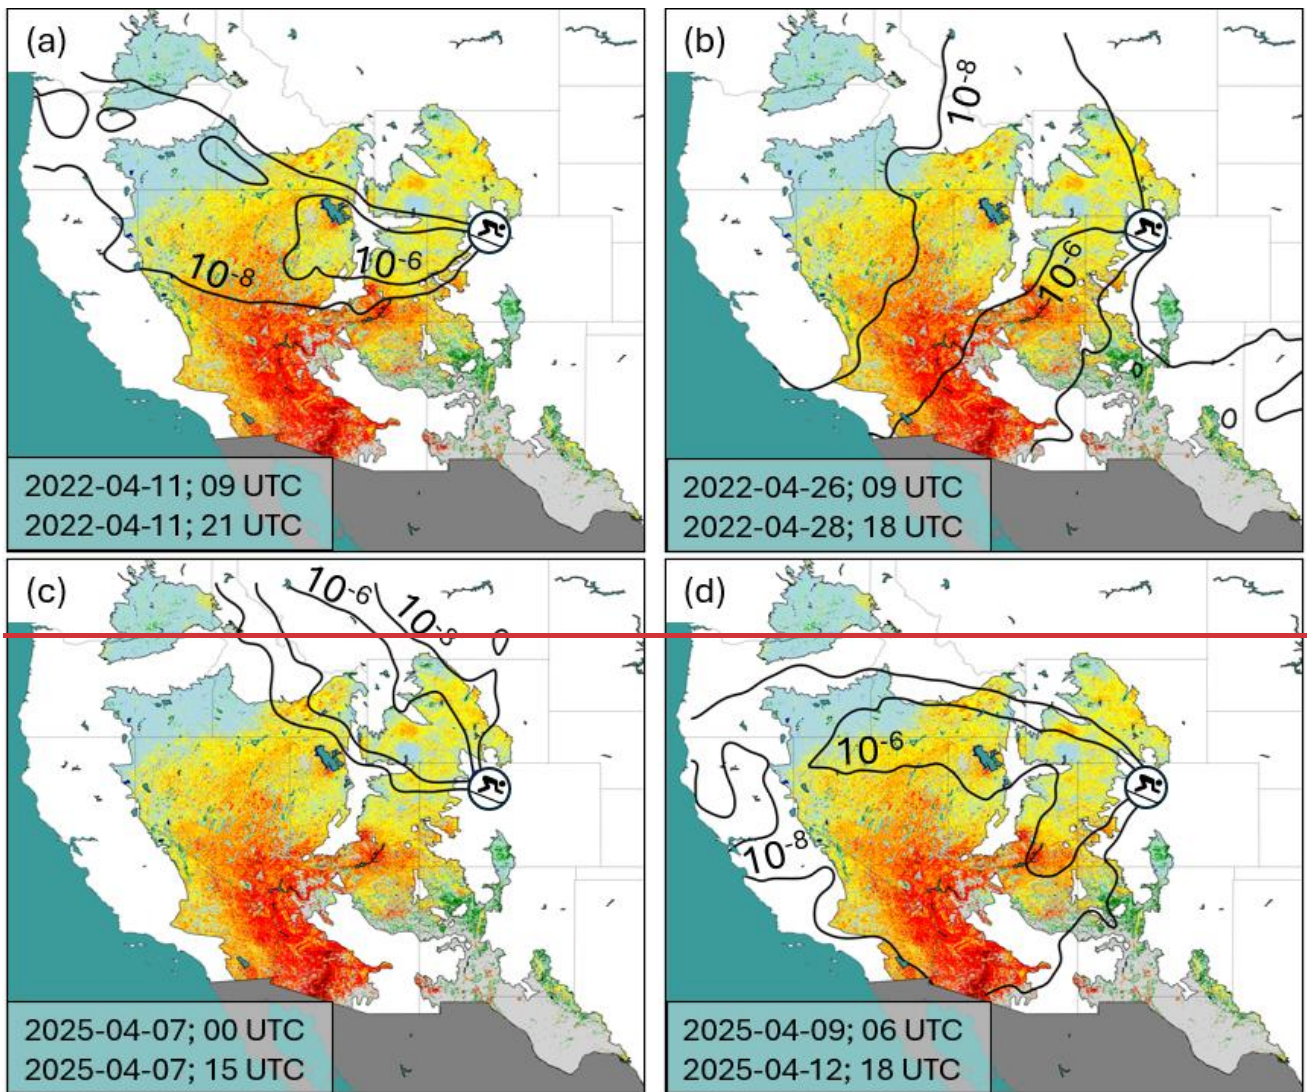 (a)
10-8
10-6
2022-04-11; 09 UTC
2022-04-11; 21 UTC
(b)
10-8
10-6
2022-04-26; 09 UTC
2022-04-28; 18 UTC
(c)
10-6
10-8
2025-04-07; 00 UTC
2025-04-07; 15 UTC
(d)
10-6
10-8
2025-04-09; 06 UTC
2025-04-12; 18 UTC